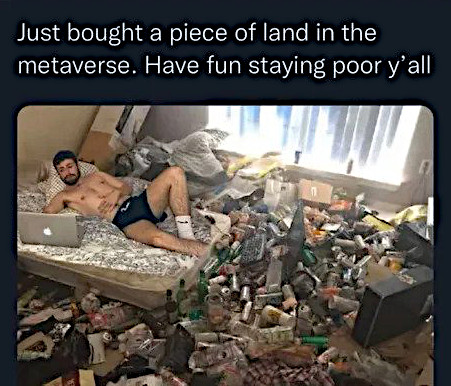 Just bought a piece of land in the
metaverse. Have fun staying poor y’all